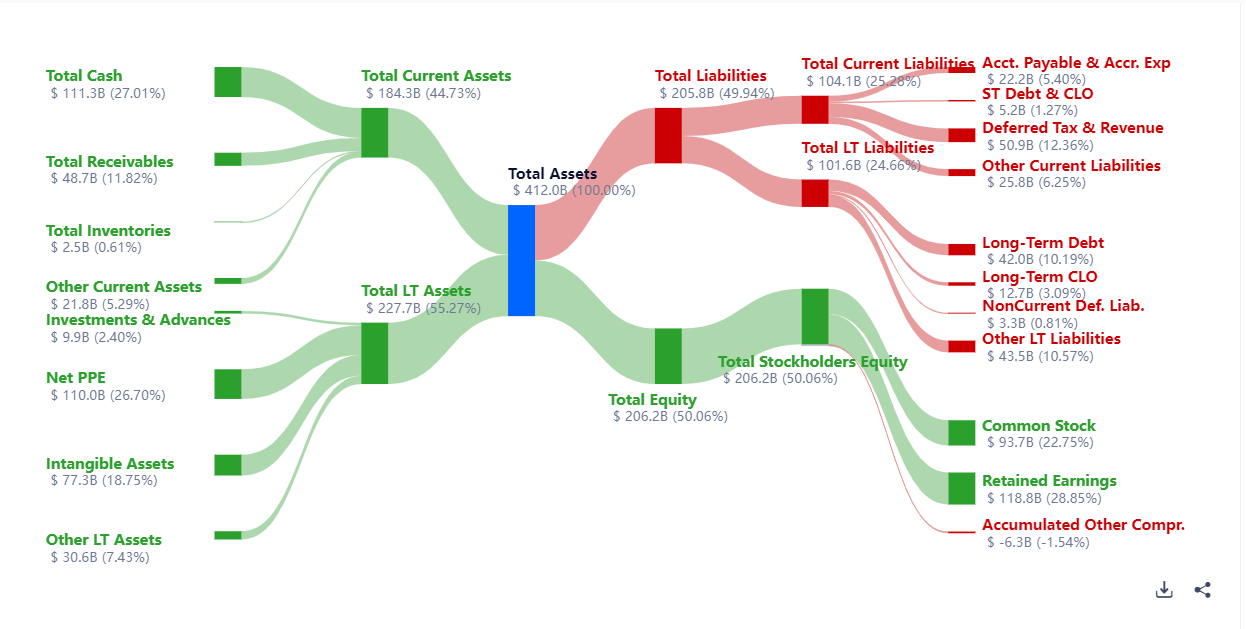 Total Cash
$ 111.3B (27.01%)
Total Receivables
$ 48.7B (11.82%)
Total Inventories
$ 2.5B (0.61%)
Other Current Assets
$ 21.8B (5.29%)
Investments & Advances
$ 9.9B (2.40%)
Net PPE
$ 110.0B (26.70%)
Intangible Assets
$ 77.3B (18.75%)
Other LT Assets
$ 30.6B (7.43%)
Total Current Assets
$ 184.3B (44.73%)
Total LT Assets
$ 227.7B (55.27%)
Total Assets
$ 412.0B (100.00%)
Total Liabilities
$ 205.8B (49.94%)
Total Equity
$ 206.2B (50.06%)
Total Current Liabilities
$ 104.1B (25.28%)
Total LT Liabilities
$ 101.6B (24.66%)
Total Stockholders Equity
$ 206.2B (50.06%)
Acct. Payable & Accr. Exp
$ 22.2B (5.40%)
ST Debt & CLO
$ 5.2B (1.27%)
Deferred Tax & Revenue
$ 50.9B (12.36%)
Other Current Liabilities
$ 25.8B (6.25%)
Long-Term Debt
$ 42.0B (10.19%)
Long-Term CLO
$ 12.7B (3.09%)
NonCurrent Def. Liab.
$ 3.3B (0.81%)
Other LT Liabilities
$ 43.5B (10.57%)
Common Stock
$ 93.7B (22.75%)
Retained Earnings
$ 118.8B (28.85%)
Accumulated Other Compr.
$ -6.3B (-1.54%)